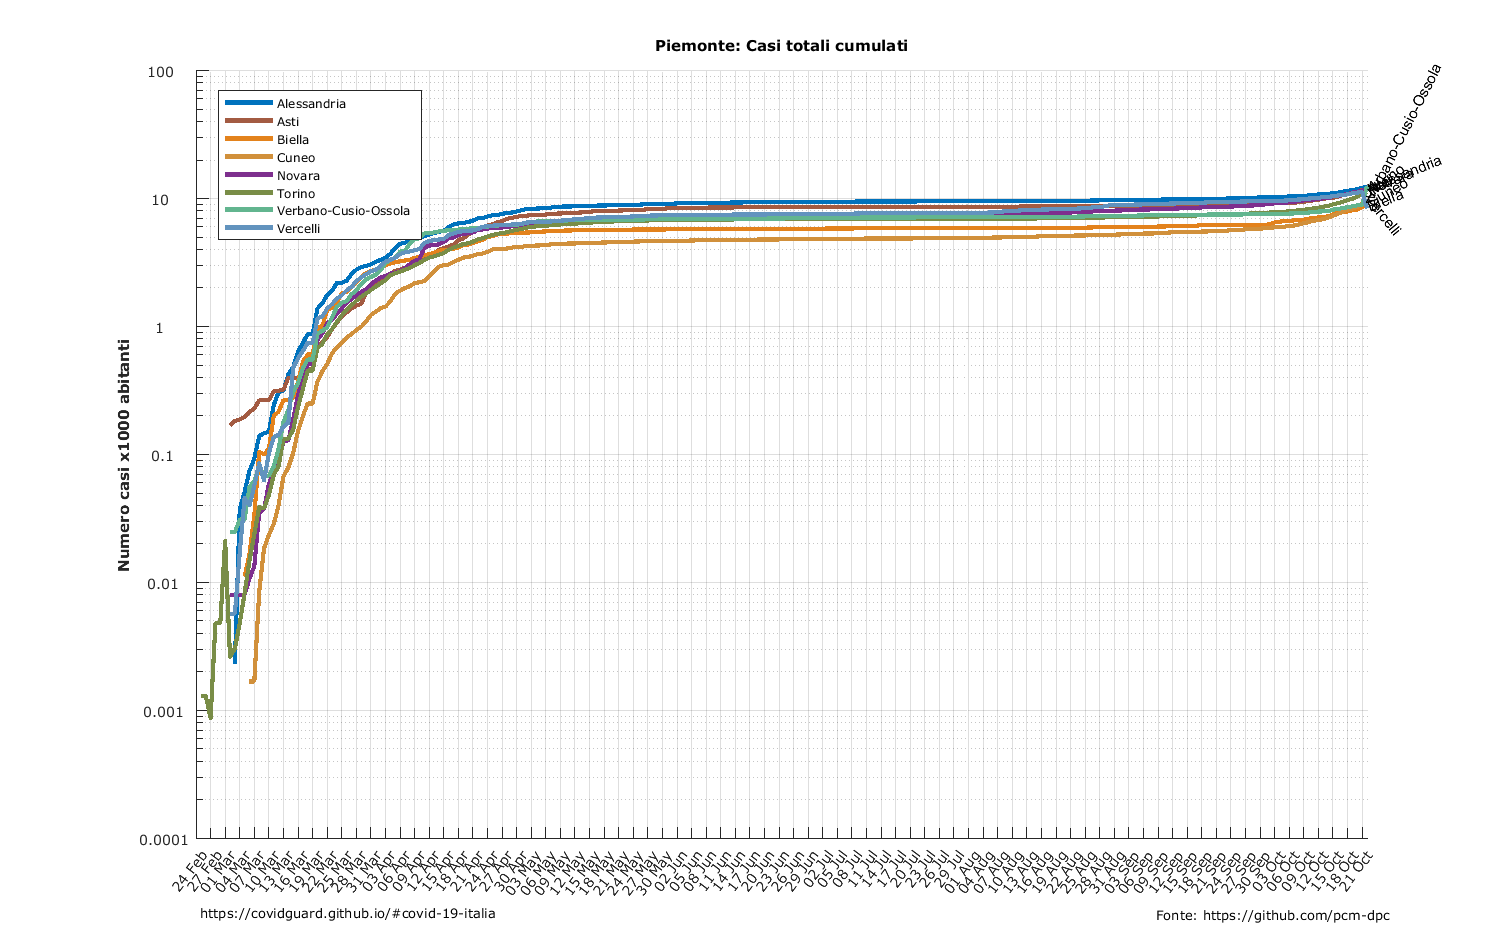 Piemonte: Casi totali cumulati
100
10
1
0.1
0.01
0.001
0.0001
Numero casi x1000 abitanti
Alessandria
Asti
Biella
Cuneo
Novara
Torino
Verbano-Cusio-Ossola
Vercelli
Vercelli
24 Feb
27 Feb
01 Mar
04 Mar
07 Mar
10 Mar
13 Mar
16 Mar
19 Mar
22 Mar
25 Mar
28 Mar
31 Mar
03 Apr
06 Apr
09 Apr
12 Apr
15 Apr
18 Apr
21 Apr
24 Apr
27 Apr
30 Apr
03 May
06 May
09 May
12 May
15 May
18 May
21 May
24 May
27 May
30 May
02 Jun
05 Jun
08 Jun
11 Jun
14 Jun
17 Jun
20 Jun
23 Jun
26 Jun
29 Jun
02 Jul
05 Jul
08 Jul
11 Jul
14 Jul
17 Jul
20 Jul
23 Jul
26 Jul
29 Jul
01 Aug
04 Aug
07 Aug
10 Aug
13 Aug
16 Aug
19 Aug
22 Aug
25 Aug
28 Aug
31 Aug
03 Sep
06 Sep
09 Sep
12 Sep
15 Sep
18 Sep
21 Sep
24 Sep
27 Sep
30 Sep
03 Oct
06 Oct
09 Oct
12 Oct
15 Oct
18 Oct
21 Oct
https://covidguard.github.io/#covid-19-italia
Fonte: https://github.com/pcm-dpc